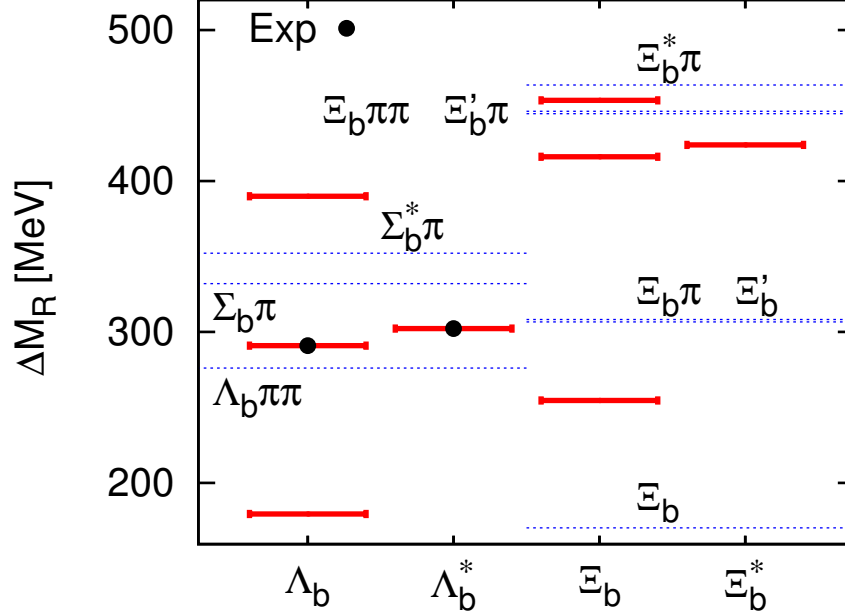 500
Exp
Ξ*bπ
Ξbππ Ξ'bπ
400
Σ*bπ
ΔMR [MeV]
Σbπ
Ξbπ Ξ'b
300
Λbππ
200
Ξb
Λb Λ*b Ξb Ξ*b